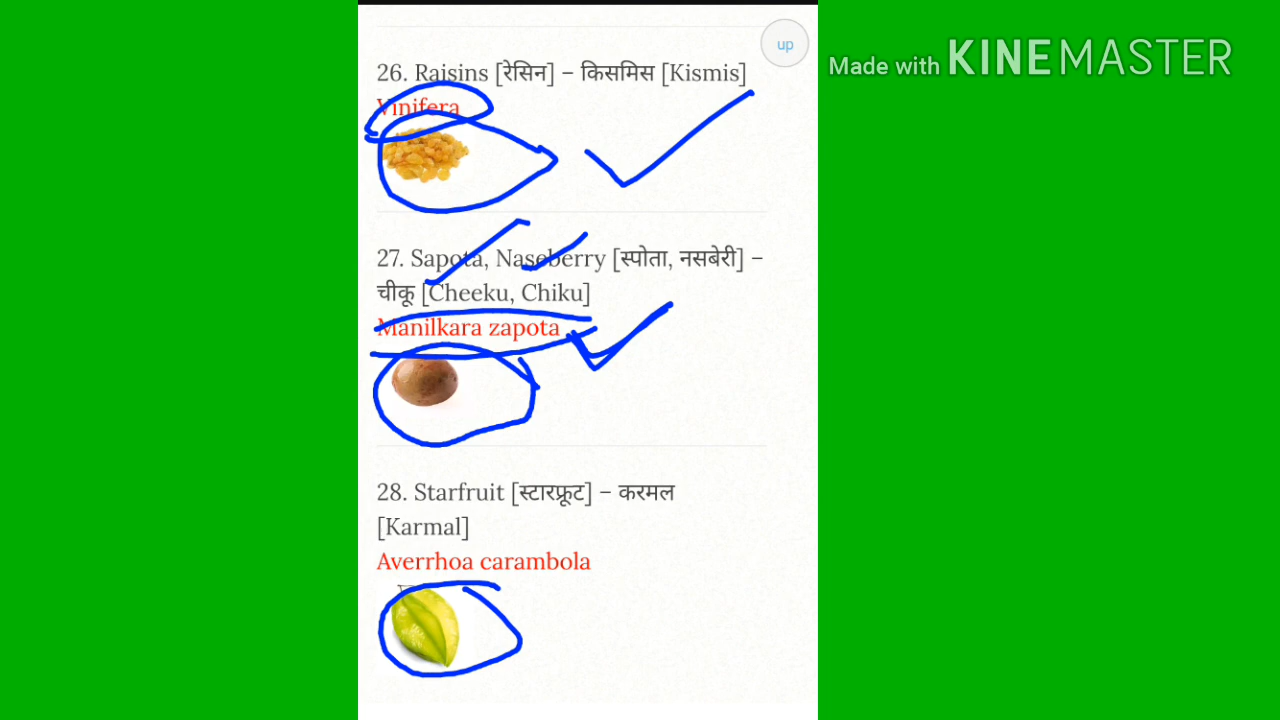 up
Made with KINEMASTER
26. Raisins [रेसिन] – किसमिस [Kismis]
Vinifera
27. Sapota, Naseberry [स्पोता, नसबेरी] –
चीकू [Cheeku, Chiku]
Manilkara zapota
28. Starfruit [स्टारफ्रूट] – करमल
[Karmal]
Averrhoa carambola